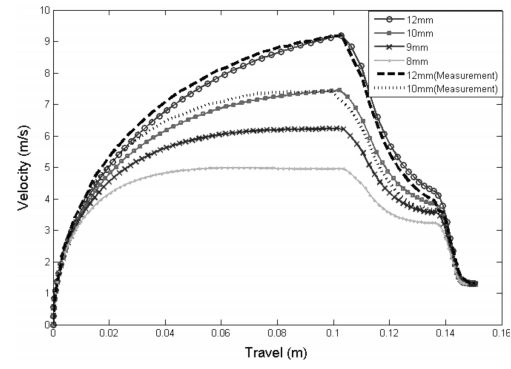 12mm
10mm
9mm
8mm
12mm(Measurement)
10mm(Measurement)
10
9
8
7
6
5
4
3
2
1
0
Velocity (m/s)
0
0.02
0.04
0.06
0.08
0.1
0.12
0.14
0.16
Travel (m)